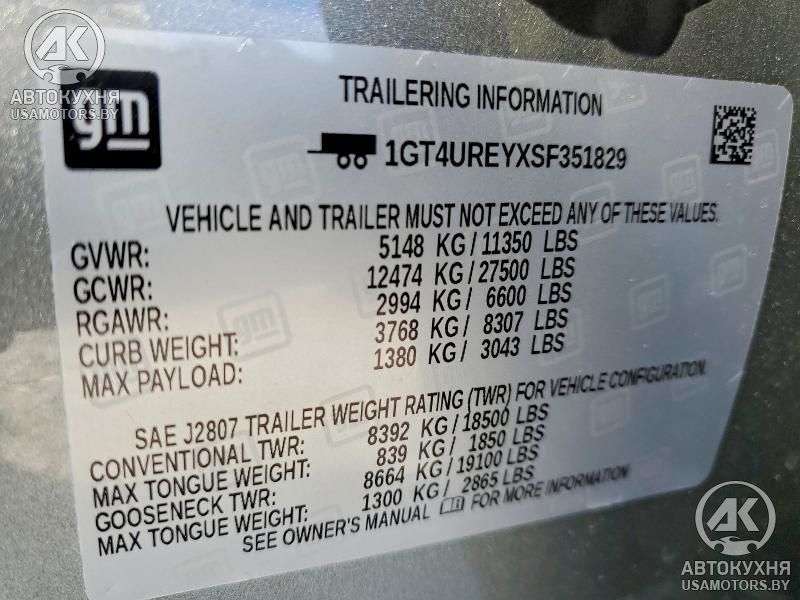 AK
АВТОКУХНЯ
USAMOTORS.BY
gm
TRAILERING INFORMATION
1GT4UREYXSF351829
VEHICLE AND TRAILER MUST NOT EXCEED ANY OF THESE VALUES.
GVWR: 5148 KG/11350 LBS
GCWR: 12474 KG/27500 LBS
RGAWR: 2994 KG/ 6600 LBS
CURB WEIGHT: 3768 KG/ 8307 LBS
MAX PAYLOAD: 1380 KG/ 3043 LBS
SAE J2807 TRAILER WEIGHT RATING (TWR) FOR VEHICLE CONFIGURATION.
CONVENTIONAL TWR: 8392 KG/18500 LBS
MAX TONGUE WEIGHT: 839 KG/ 1850 LBS
GOOSENECK TWR: 8664 KG/19100 LBS
MAX TONGUE WEIGHT: 1300 KG/ 2865 LBS
SEE OWNER'S MANUAL FOR MORE INFORMATION
AK
АВТОКУХНЯ
USAMOTORS.BY